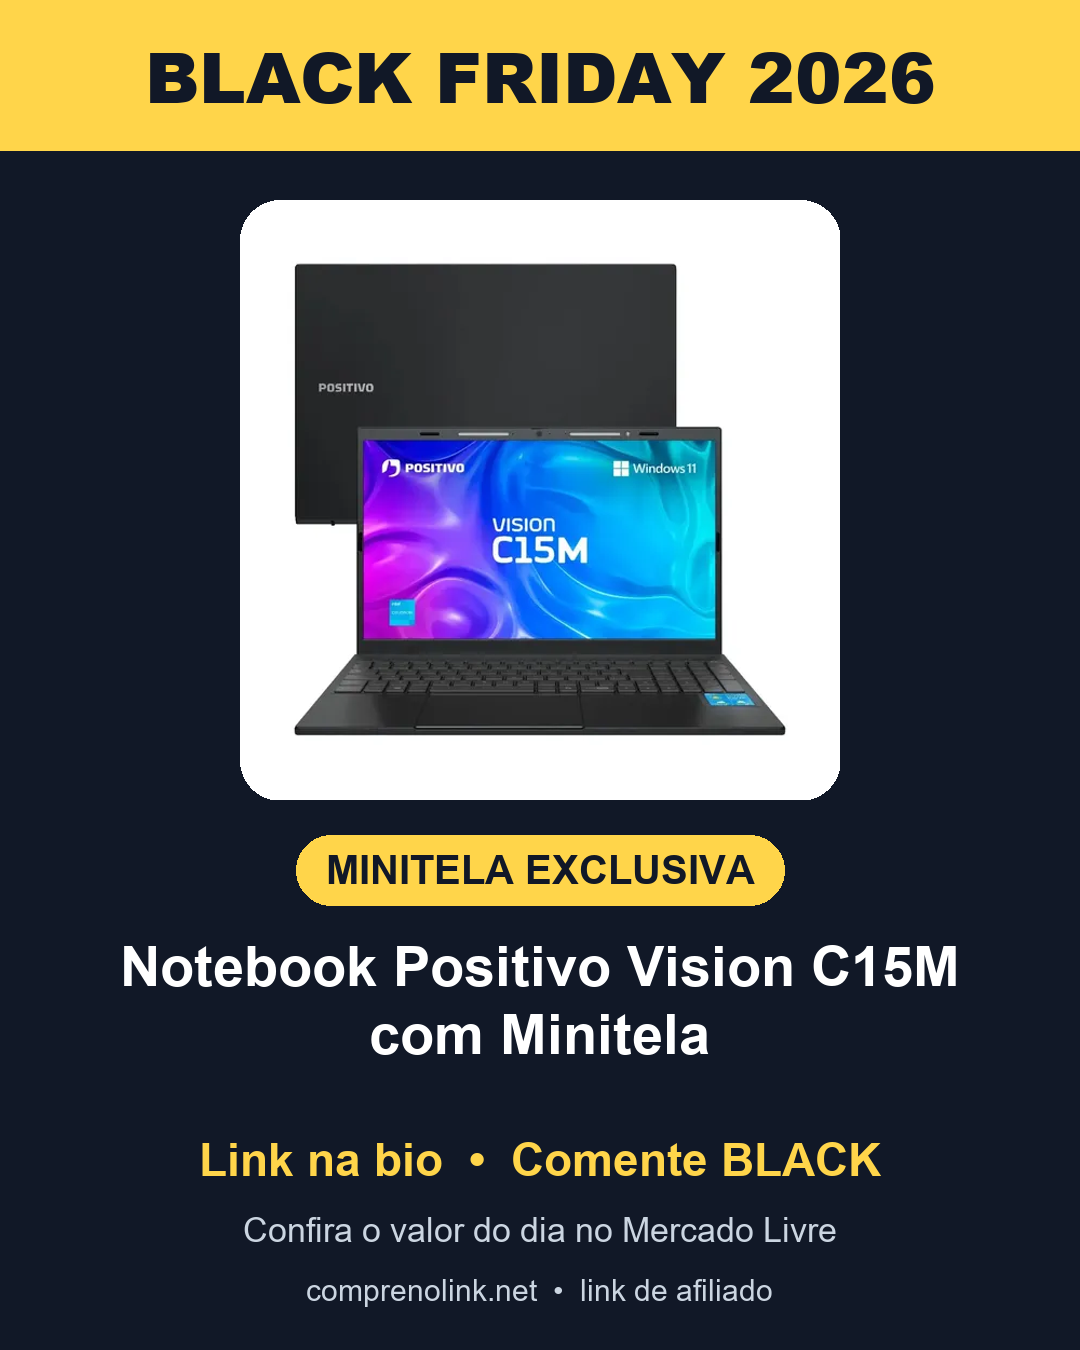 BLACK FRIDAY 2026
POSITIVO
POSITIVO
Windows 11
VISION
C15M
MINITELA EXCLUSIVA
Notebook Positivo Vision C15M
com Minitela
Link na bio • Comente BLACK
Confira o valor do dia no Mercado Livre
comprenolink.net • link de afiliado